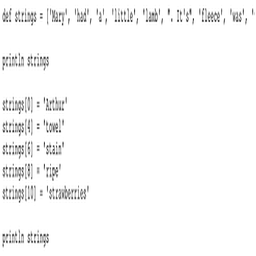 def strings = ['Mary', 'had', 'a', 'little', 'lamb', ". It's", 'fleece', 'was', '
println strings
strings[0] = 'Arthur'
strings[4] = 'towel'
strings[6] = 'stain'
strings[8] = 'ripe'
strings[10] = 'strawberries'
println strings